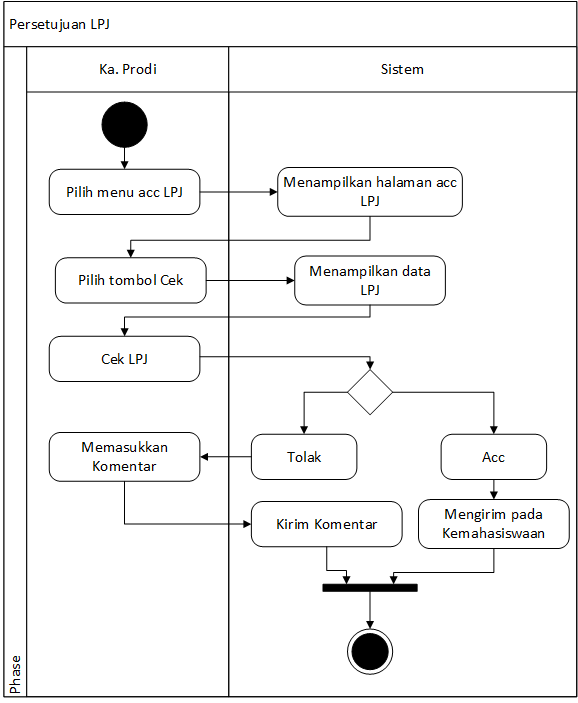 Persetujuan LPJ
Ka. Prodi
Sistem
Pilih menu acc LPJ
Menampilkan halaman acc
LPJ
Pilih tombol Cek
Menampilkan data
LPJ
Cek LPJ
Memasukkan
Komentar
Tolak
Acc
Kirim Komentar
Mengirim pada
Kemahasiswaan
Phase